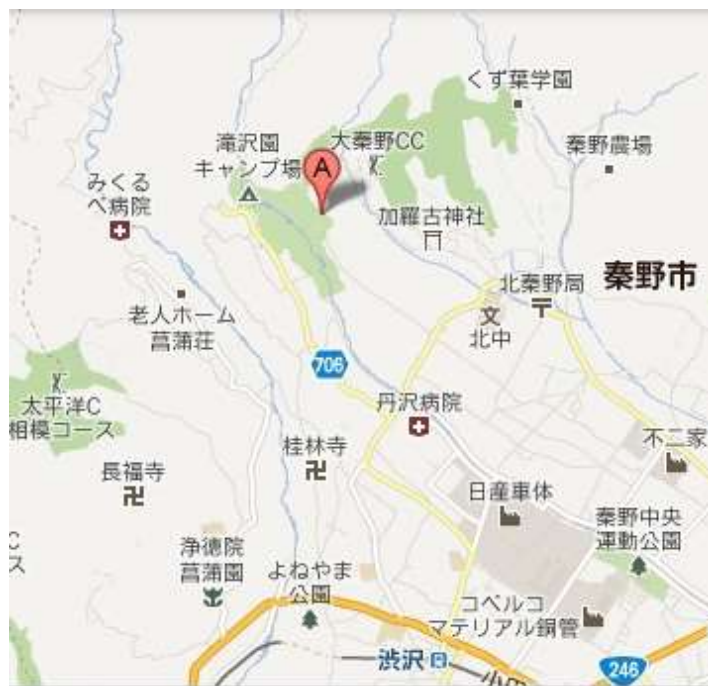 くず葉学園
滝沢園
キャンプ場
大秦野CC
秦野農場
A
みくる
べ病院
加羅古神社
秦野市
北秦野局
老人ホーム
菖蒲荘
文
北中
706
太平洋C
相模コース
丹沢病院
桂林寺
不二家
長福寺
日産車体
秦野中央
運動公園
C
ス
浄徳院
菖蒲園
よねやま
公園
コベルコ
マテリアル銅管
渋沢
246
小田